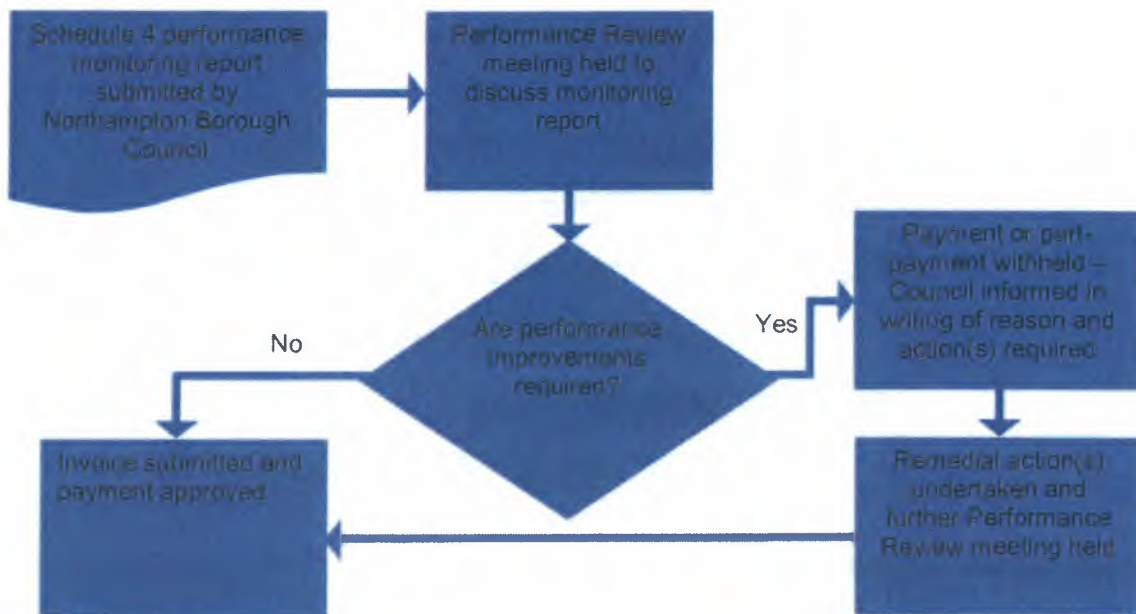 Schedule 4 performance
monitoring report
submitted by
Northampton Borough
Council
Performance Review
meeting held to
discuss monitoring
report
Are performance
improvements
required?
No
Yes
Payment or part-
payment withheld –
Council informed in
writing of reason and
action(s) required
Invoice submitted and
payment approved
Remedial action(s)
undertaken and
further Performance
Review meeting held